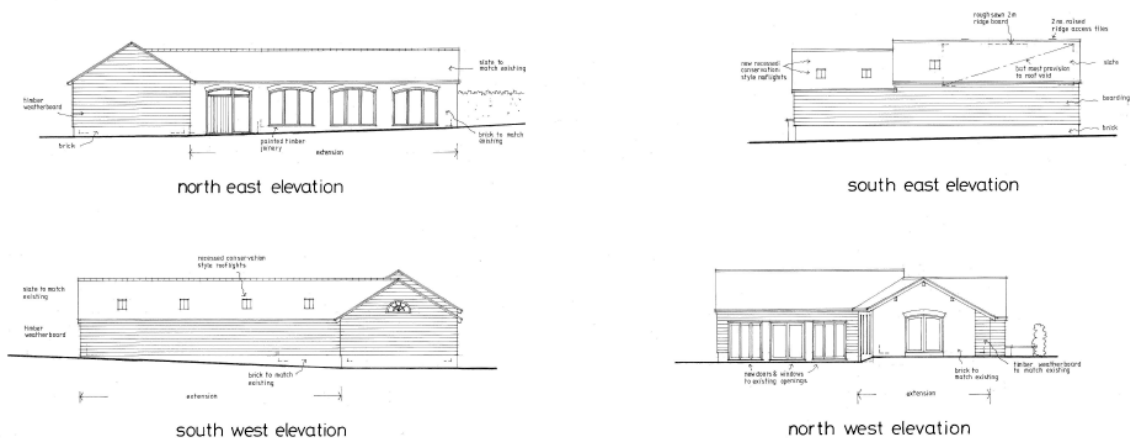 slate to
match existing
timber
weatherboard
brick
painted timber
joinery
brick to match
existing
extension
north east elevation
rough-sawn 2m
ridge board
2 no. raised
ridge access tiles
new recessed
conservation
style rooflights
slate
bat mest provision
to roof void
boarding
brick
south east elevation
recessed conservation
style rooflights
slate to match
existing
timber
weatherboard
brick to match
existing
extension
south west elevation
new doors & windows
to existing openings
brick to
match existing
timber weatherboard
to match existing
extension
north west elevation